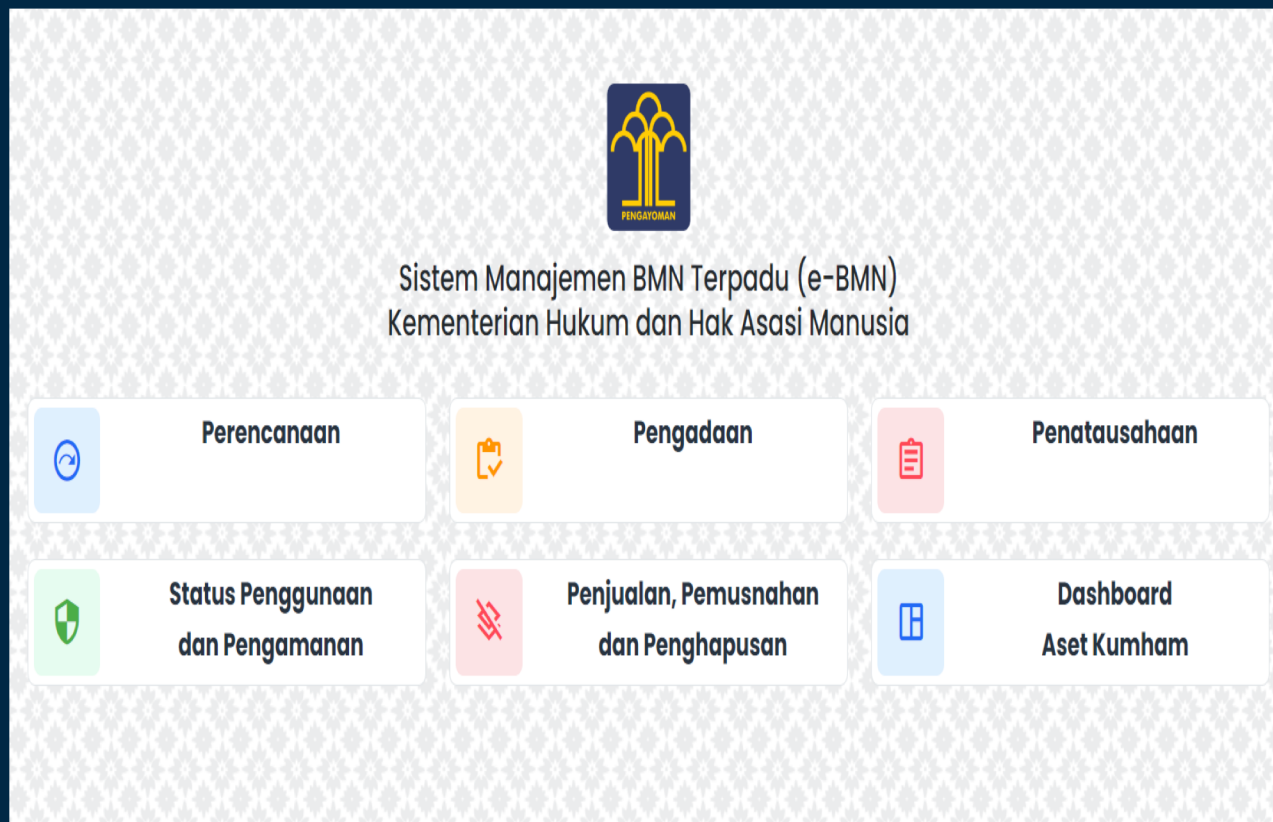 PENGAYOMAN
Sistem Manajemen BMN Terpadu (e-BMN)
Kementerian Hukum dan Hak Asasi Manusia
Perencanaan
Pengadaan
Penatausahaan
Status Penggunaan
dan Pengamanan
Penjualan, Pemusnahan
dan Penghapusan
Dashboard
Aset Kumham